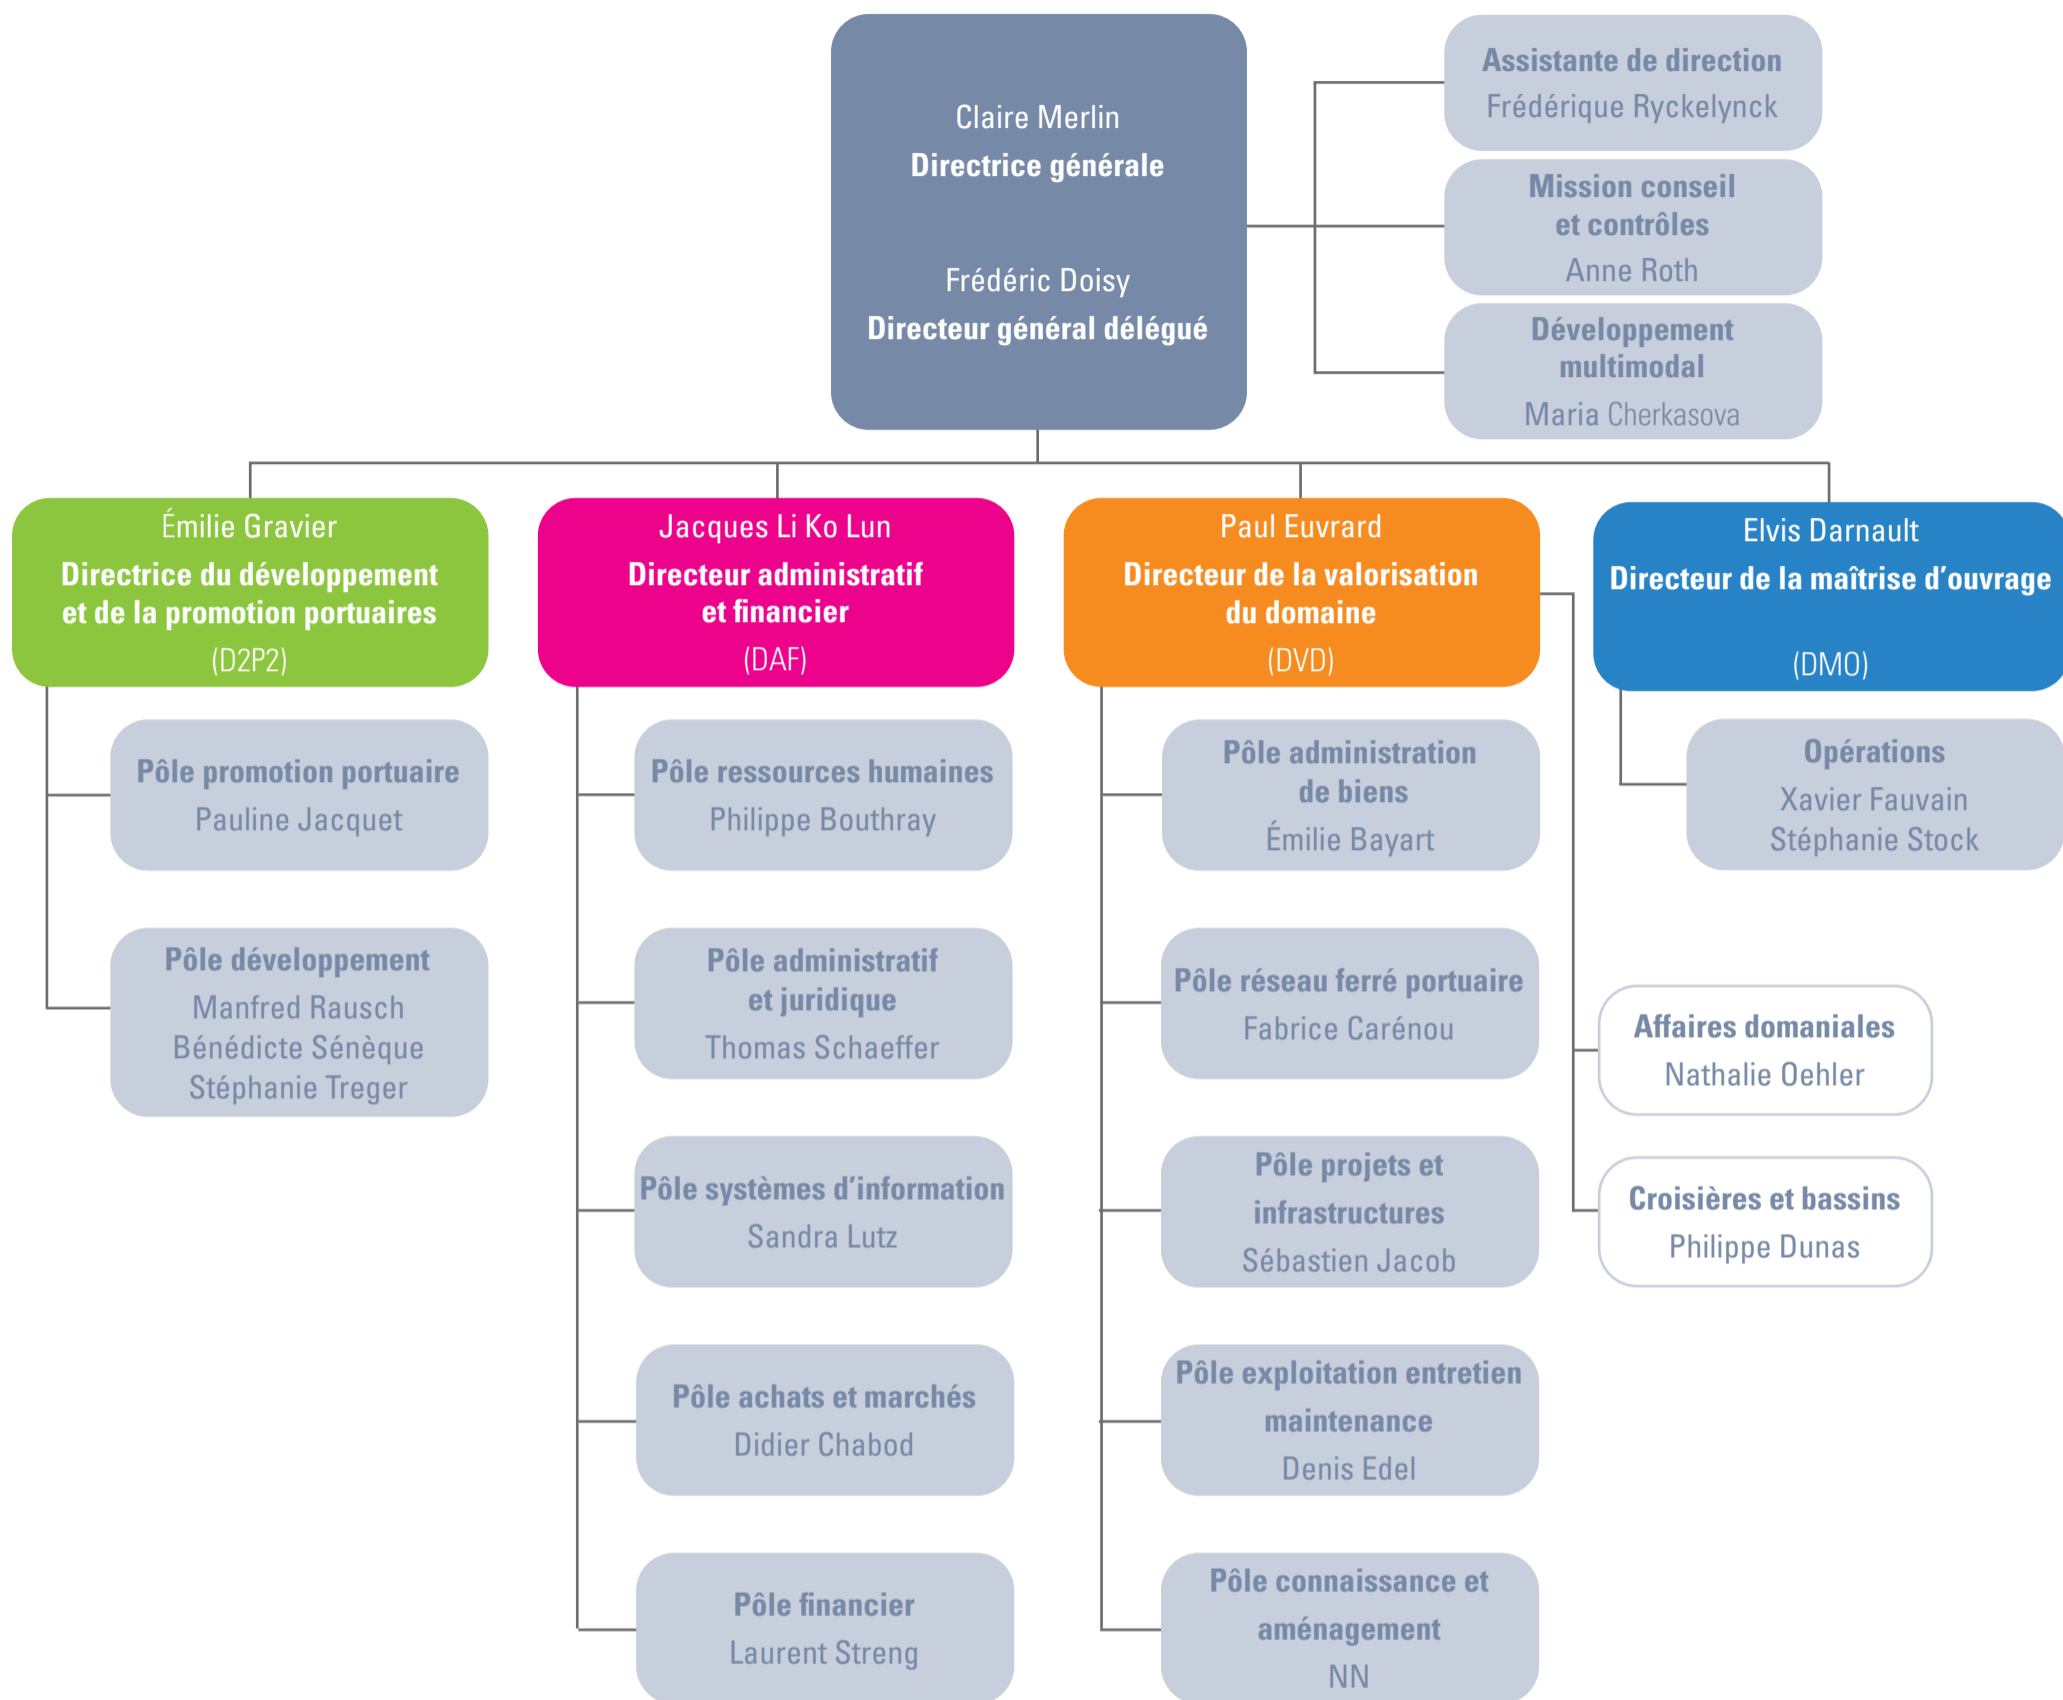 Claire Merlin
Directrice générale
Frédéric Doisy
Directeur général délégué
Assistante de direction
Frédérique Ryckelynck
Mission conseil
et contrôles
Anne Roth
Développement
multimodal
Maria Cherkasova
Émilie Gravier
Directrice du développement
et de la promotion portuaires
(D2P2)
Pôle promotion portuaire
Pauline Jacquet
Pôle développement
Manfred Rausch
Bénédicte Sénèque
Stéphanie Treger
Jacques Li Ko Lun
Directeur administratif
et financier
(DAF)
Pôle ressources humaines
Philippe Bouthray
Pôle administratif
et juridique
Thomas Schaeffer
Pôle systèmes d’information
Sandra Lutz
Pôle achats et marchés
Didier Chabod
Pôle financier
Laurent Streng
Paul Euvrard
Directeur de la valorisation
du domaine
(DVD)
Pôle administration
de biens
Émilie Bayart
Pôle réseau ferré portuaire
Fabrice Carénou
Pôle projets et
infrastructures
Sébastien Jacob
Pôle exploitation entretien
maintenance
Denis Edel
Pôle connaissance et
aménagement
NN
Affaires domaniales
Nathalie Oehler
Croisières et bassins
Philippe Dunas
Elvis Darnault
Directeur de la maîtrise d’ouvrage
(DMO)
Opérations
Xavier Fauvain
Stéphanie Stock